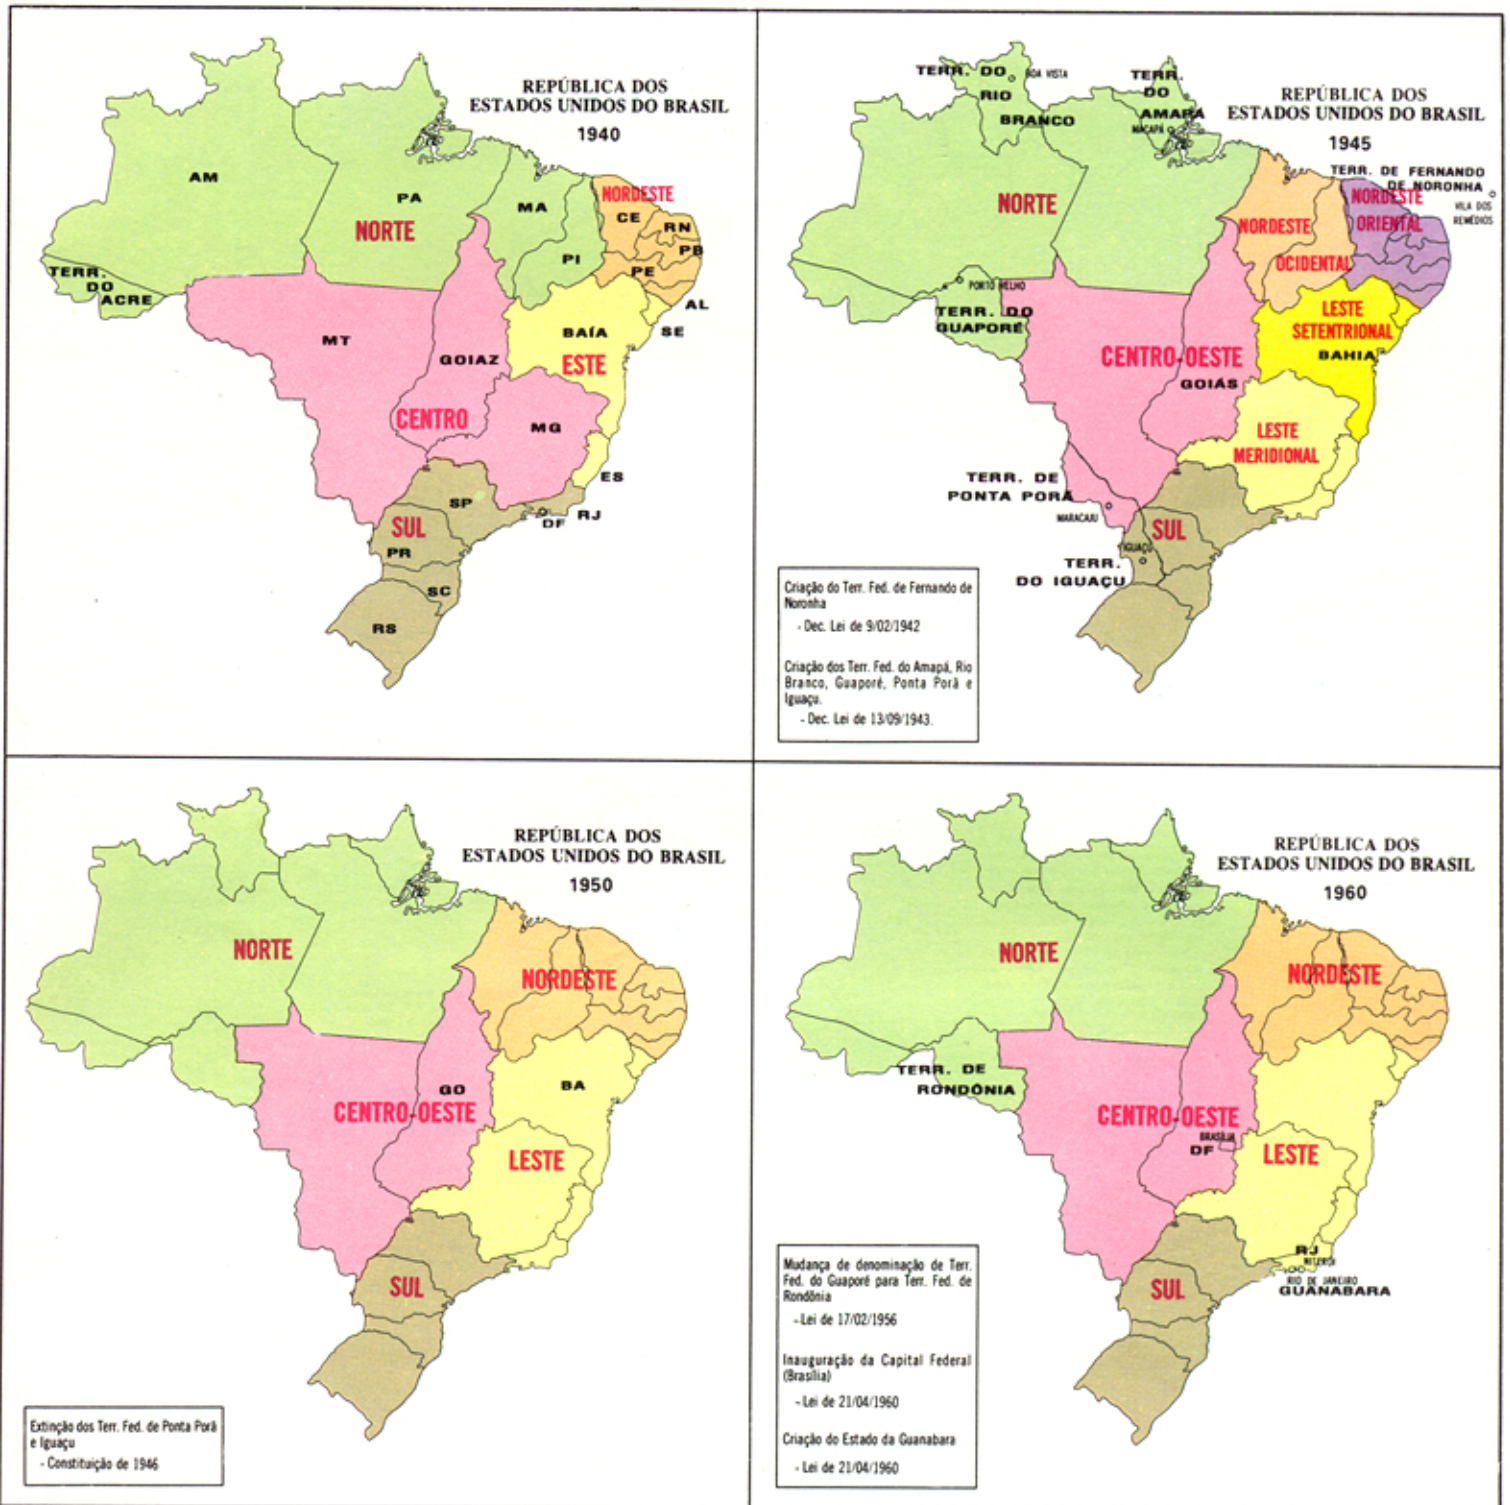 REPÚBLICA DOS
ESTADOS UNIDOS DO BRASIL
1940
AM
PA
NORTE
MA
PI
NORDESTE
CE
RN
PB
PE
AL
SE
TERR.
DO
ACRE
MT
GOIAZ
BAÍA
ESTE
CENTRO
MG
ES
SP
RJ
DF
SUL
PR
SC
RS
REPÚBLICA DOS
ESTADOS UNIDOS DO BRASIL
1945
TERR. DO
RIO
BRANCO
BOA VISTA
TERR.
DO
AMAPÁ
MACAPÁ
TERR. DE FERNANDO
DE NORONHA
VILA DOS
REMÉDIOS
NORTE
NORDESTE
OCIDENTAL
NORDESTE
ORIENTAL
PORTO VELHO
TERR. DO
GUAPORÉ
LESTE
SETENTRIONAL
BAHIA
CENTRO-OESTE
GOIÁS
LESTE
MERIDIONAL
TERR. DE
PONTA PORÃ
MARACAJU
SUL
IGUAÇU
TERR.
DO IGUAÇU
Criação do Terr. Fed. de Fernando de
Noronha
- Dec. Lei de 9/02/1942
Criação dos Terr. Fed. do Amapá, Rio
Branco, Guaporé, Ponta Porã e
Iguaçu.
- Dec. Lei de 13/09/1943.
REPÚBLICA DOS
ESTADOS UNIDOS DO BRASIL
1950
NORTE
NORDESTE
GO
BA
CENTRO-OESTE
LESTE
SUL
Extinção dos Terr. Fed. de Ponta Porã
e Iguaçu
- Constituição de 1946
REPÚBLICA DOS
ESTADOS UNIDOS DO BRASIL
1960
NORTE
NORDESTE
TERR. DE
RONDÔNIA
CENTRO-OESTE
BRASÍLIA
DF
LESTE
RJ
NITERÓI
RIO DE JANEIRO
GUANABARA
SUL
Mudança de denominação de Terr.
Fed. do Guaporé para Terr. Fed. de
Rondônia
- Lei de 17/02/1956
Inauguração da Capital Federal
(Brasília)
- Lei de 21/04/1960
Criação do Estado da Guanabara
- Lei de 21/04/1960